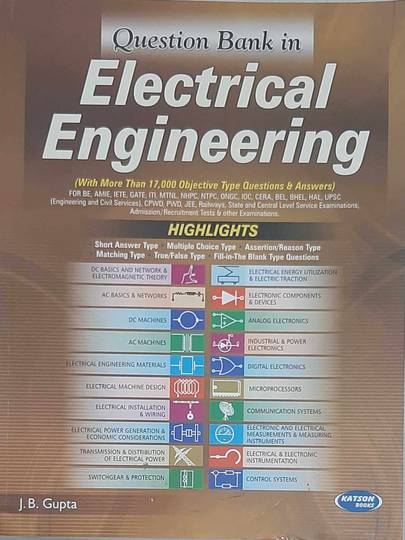 Question Bank in
Electrical
Engineering
(With More Than 17,000 Objective Type Questions & Answers)
FOR BE, AMIE, IETE, GATE, ITI, MTNL, NHPC, NTPC, ONGC, IOC, CERA, BEL, BHEL, HAL, UPSC
(Engineering and Civil Services), CPWD, PWD, JEE, Railways, State and Central Level Service Examinations,
Admission/Recruitment Tests & other Examinations.
HIGHLIGHTS
Short Answer Type · Multiple Choice Type · Assertion/Reason Type
Matching Type · True/False Type · Fill-in-The Blank Type Questions
DC BASICS AND NETWORK &
ELECTROMAGNETIC THEORY
ELECTRICAL ENERGY UTILIZATION
& ELECTRIC TRACTION
AC BASICS & NETWORKS
ELECTRONIC COMPONENTS
& DEVICES
DC MACHINES
ANALOG ELECTRONICS
AC MACHINES
INDUSTRIAL & POWER
ELECTRONICS
ELECTRICAL ENGINEERING MATERIALS
DIGITAL ELECTRONICS
ELECTRICAL MACHINE DESIGN
MICROPROCESSORS
ELECTRICAL INSTALLATION
& WIRING
COMMUNICATION SYSTEMS
ELECTRICAL POWER GENERATION &
ECONOMIC CONSIDERATIONS
ELECTRONIC AND ELECTRICAL
MEASUREMENTS & MEASURING
INSTRUMENTS
TRANSMISSION & DISTRIBUTION
OF ELECTRICAL POWER
ELECTRICAL & ELECTRONIC
INSTRUMENTATION
SWITCHGEAR & PROTECTION
CONTROL SYSTEMS
J.B. Gupta
KATSON
BOOKS